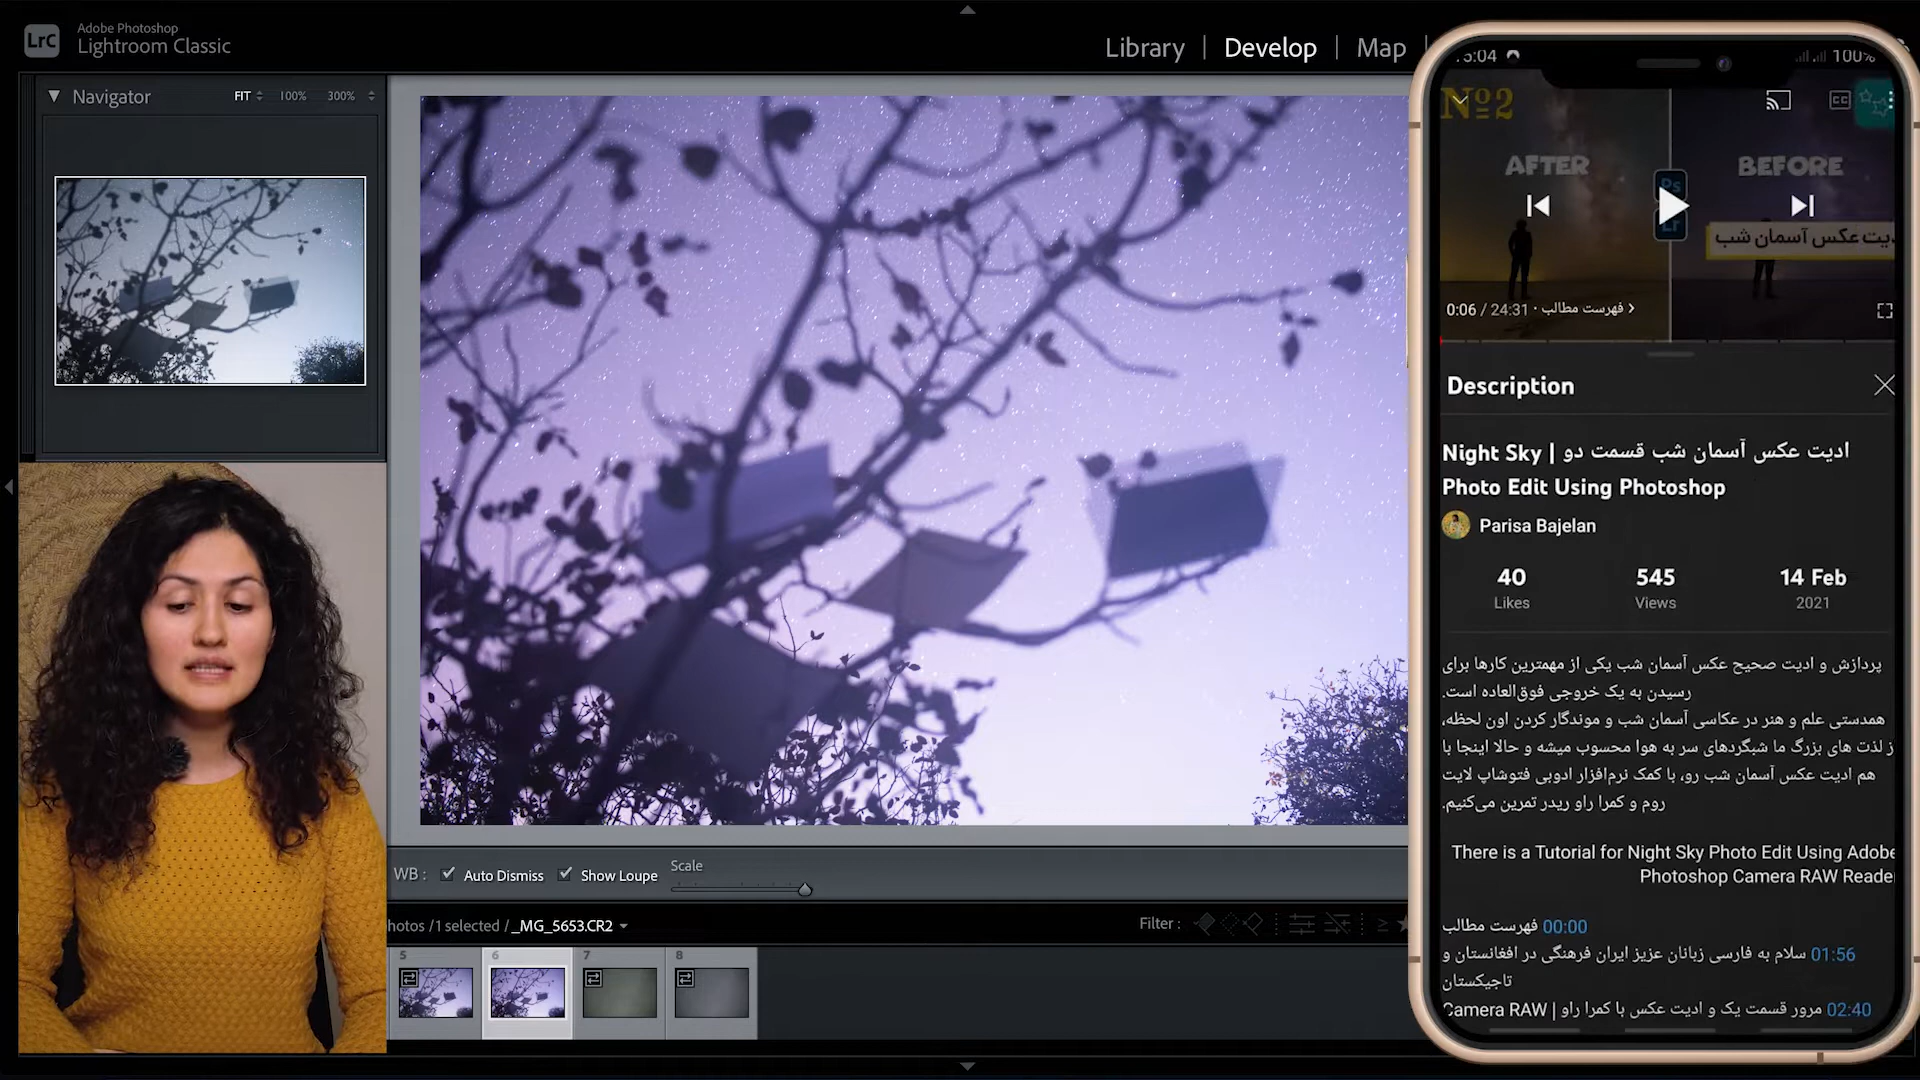 LrC
Adobe Photoshop
Lightroom Classic
Library | Develop | Map |
Navigator
FIT 100% 300%
WB : Auto Dismiss Show Loupe Scale
hotos /1 selected / _MG_5653.CR2
Filter :
5 6 7 8
5:04 100%
Nº2
CC
AFTER
BEFORE
Ps
Lr
ادیت عکس آسمان شب
0:06 / 24:31 · فهرست مطالب
Description
Night Sky | ادیت عکس آسمان شب قسمت دو
Photo Edit Using Photoshop
Parisa Bajelan
40 545 14 Feb
Likes Views 2021
پردازش و ادیت صحیح عکس آسمان شب یکی از مهمترین کارها برای
رسیدن به یک خروجی فوق‌العاده است.
همدستی علم و هنر در عکاسی آسمان شب و موندگار کردن اون لحظه،
ز لذت های بزرگ ما شبگردهای سر به هوا محسوب میشه و حالا اینجا با
هم ادیت عکس آسمان شب رو، با کمک نرم‌افزار ادوبی فتوشاپ لایت
روم و کمرا راو ریدر تمرین می‌کنیم.
There is a Tutorial for Night Sky Photo Edit Using Adobe
Photoshop Camera RAW Reader
00:00 فهرست مطالب
01:56 سلام به فارسی زبانان عزیز ایران فرهنگی در افغانستان و
تاجیکستان
02:40 مرور قسمت یک و ادیت عکس با کمرا راو | Camera RAW